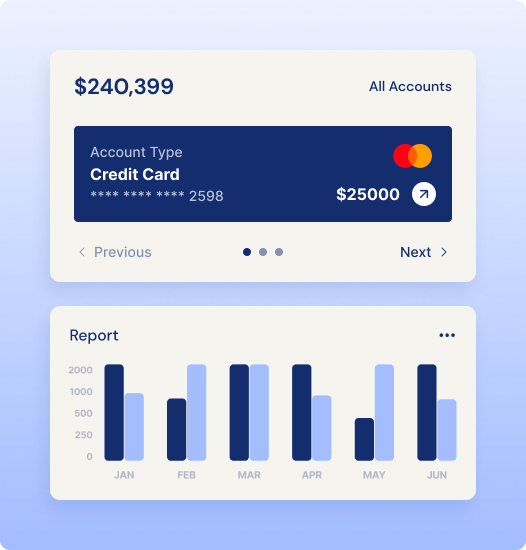 $240,399
All Accounts
Account Type
Credit Card
**** **** **** 2598
$25000
Previous
Next
Report
2000
1000
500
250
0
JAN FEB MAR APR MAY JUN